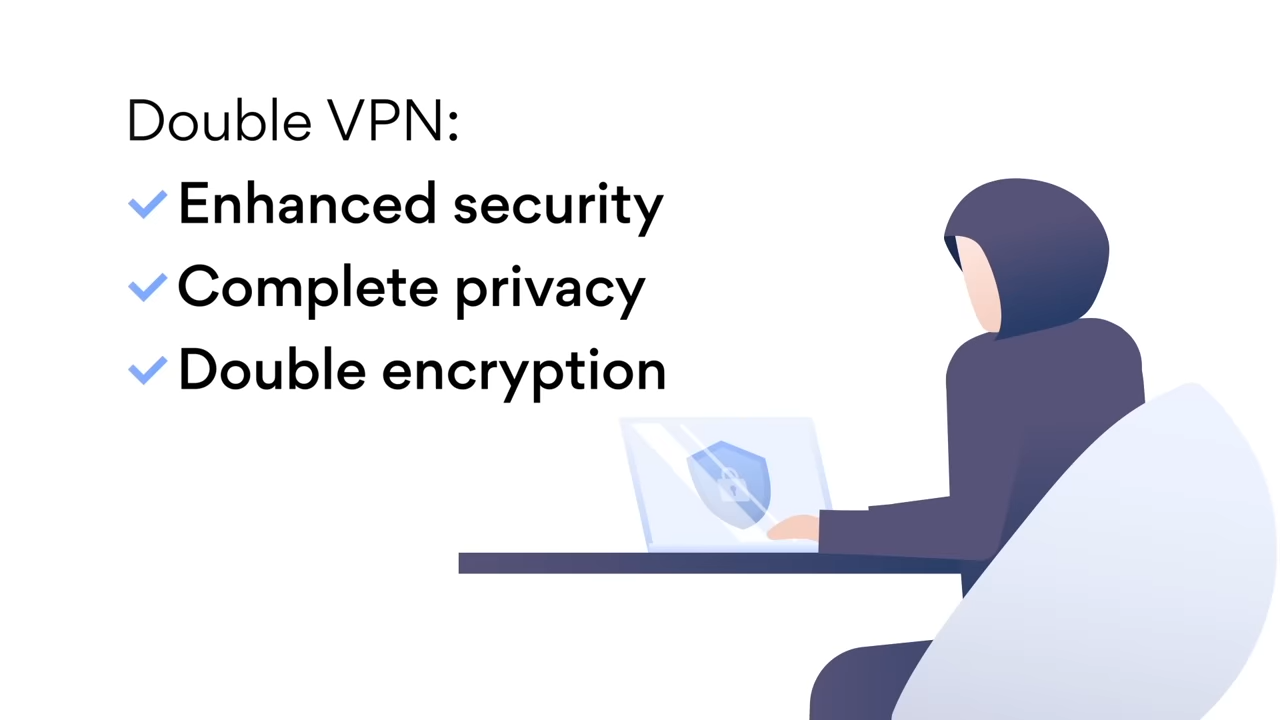 Double VPN:
Enhanced security
Complete privacy
Double encryption